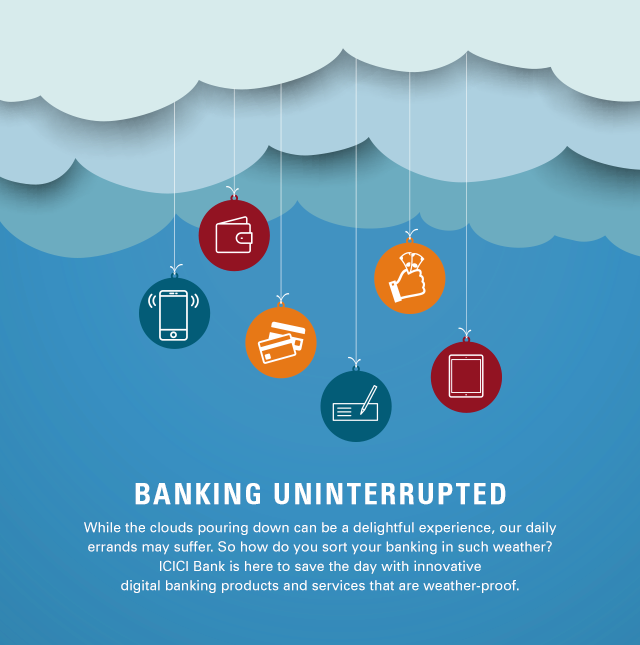 BANKING UNINTERRUPTED
While the clouds pouring down can be a delightful experience, our daily
errands may suffer. So how do you sort your banking in such weather?
ICICI Bank is here to save the day with innovative
digital banking products and services that are weather-proof.